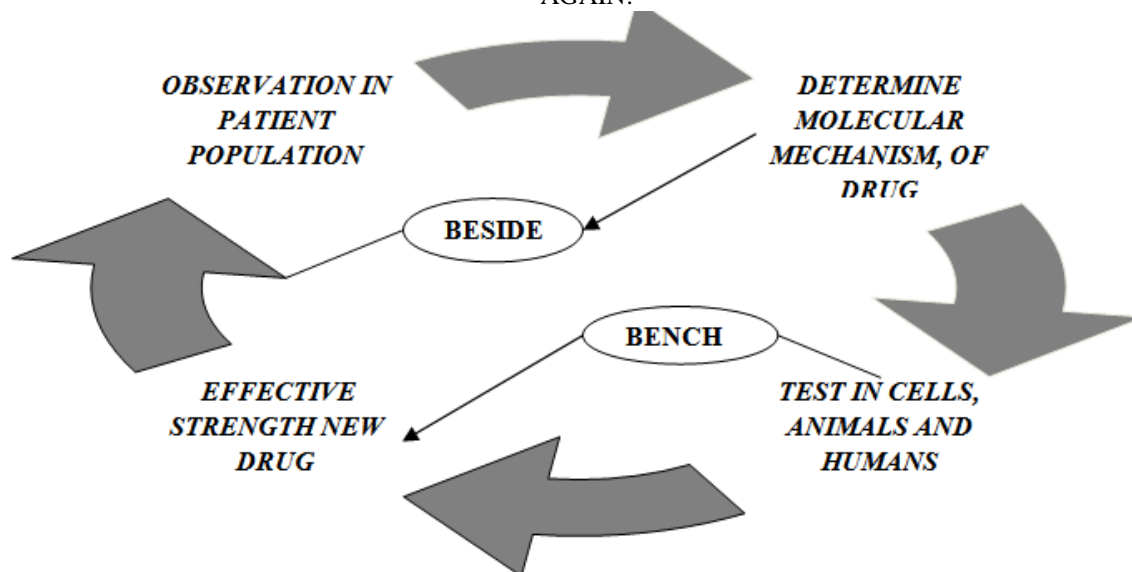 AGAIN.
OBSERVATION IN
PATIENT
POPULATION
DETERMINE
MOLECULAR
MECHANISM, OF
DRUG
BESIDE
BENCH
EFFECTIVE
STRENGTH NEW
DRUG
TEST IN CELLS,
ANIMALS AND
HUMANS